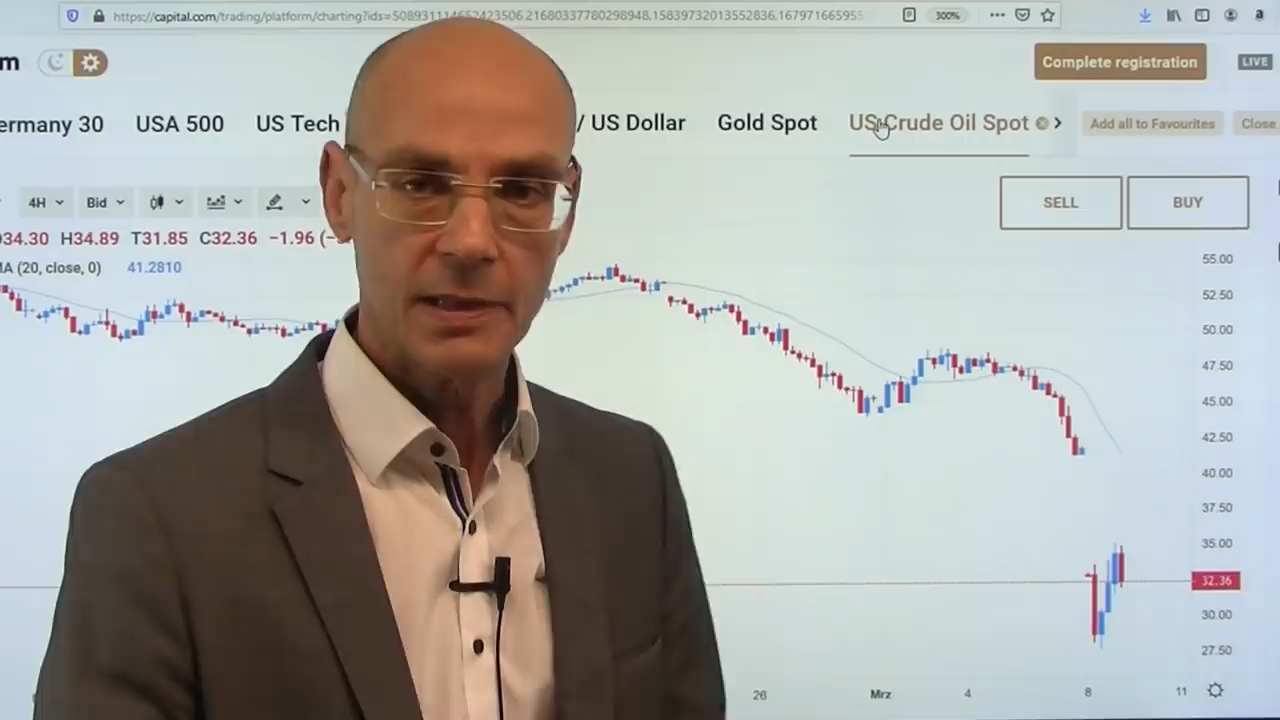 https://capital.com/trading/platform/charting?ids=508931114652423506,21680337780298948,15839732013552836,167971665955
300%
m
Complete registration
LIVE
ermany 30
USA 500
US Tech
/ US Dollar
Gold Spot
US Crude Oil Spot
Add all to Favourites
Close
4H
Bid
SELL
BUY
O34.30 H34.89 T31.85 C32.36 −1.96 (−
MA (20, close, 0) 41.2810
55.00
52.50
50.00
47.50
45.00
42.50
40.00
37.50
35.00
32.36
30.00
27.50
26
Mrz
4
8
11